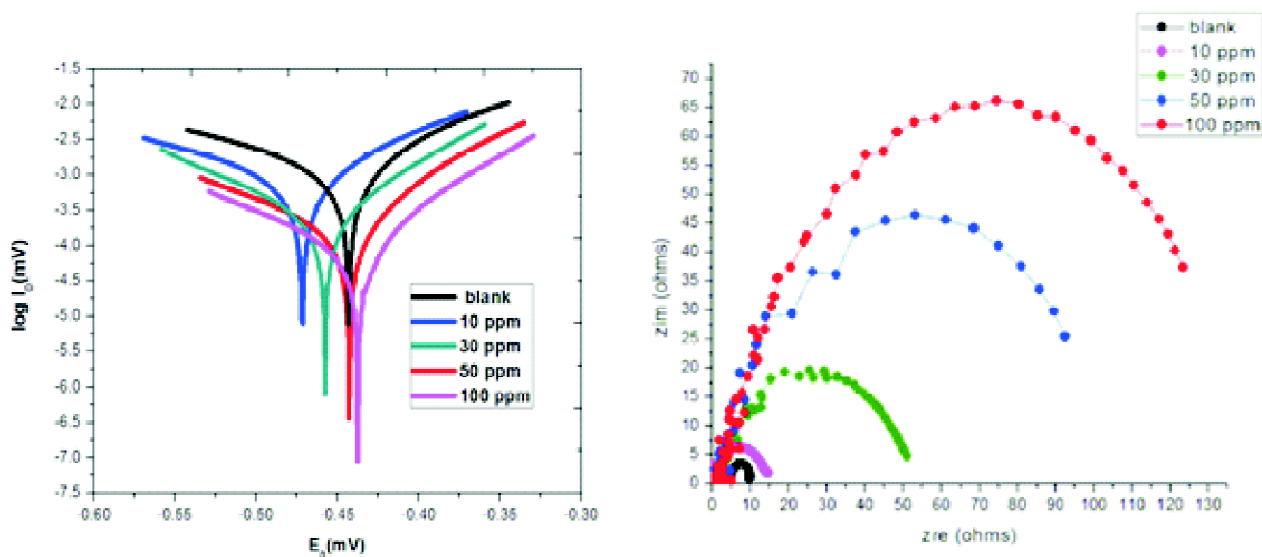 -1.5
-2.0
-2.5
-3.0
-3.5
-4.0
-4.5
-5.0
-5.5
-6.0
-6.5
-7.0
-7.5
-0.60 -0.55 -0.50 -0.45 -0.40 -0.35 -0.30
log I (mV)
E (mV)
blank
10 ppm
30 ppm
50 ppm
100 ppm
blank
10 ppm
30 ppm
50 ppm
100 ppm
70
65
60
55
50
45
40
35
30
25
20
15
10
5
0
0 10 20 30 40 50 60 70 80 90 100 110 120 130
zim (ohms)
zre (ohms)